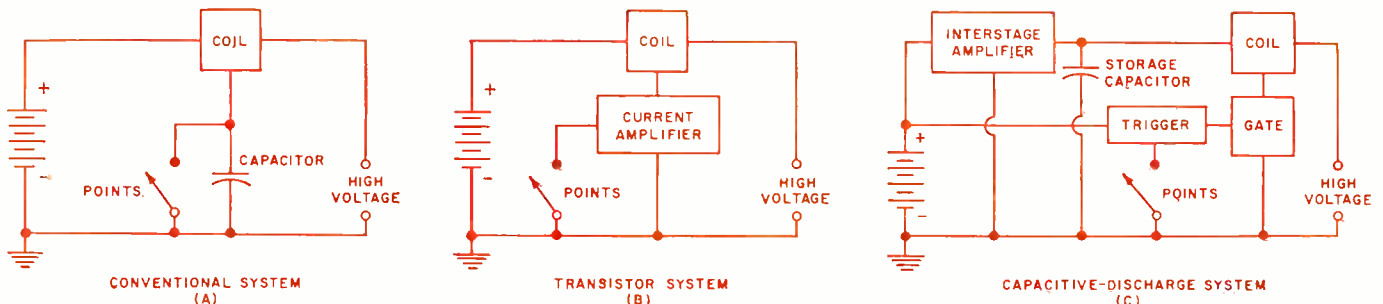 COIL
+
-
CAPACITOR
POINTS
HIGH
VOLTAGE
CONVENTIONAL SYSTEM
(A)
COIL
+
-
CURRENT
AMPLIFIER
POINTS
HIGH
VOLTAGE
TRANSISTOR SYSTEM
(B)
INTERSTAGE
AMPLIFIER
COIL
STORAGE
CAPACITOR
+
-
TRIGGER
GATE
POINTS
HIGH
VOLTAGE
CAPACITIVE-DISCHARGE SYSTEM
(C)